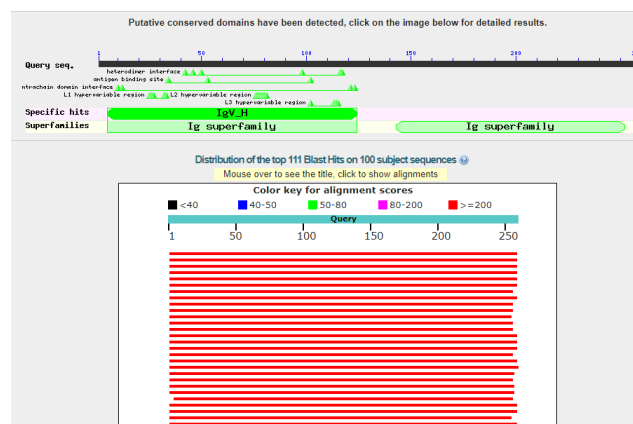 Putative conserved domains have been detected, click on the image below for detailed results.
1 50 100 150 200
Query seq.
heterodimer interface
antigen binding site
ntrachain domain interface
L1 hypervariable region L2 hypervariable region
L3 hypervariable region
Specific hits IgV_H
Superfamilies Ig superfamily Ig superfamily
Distribution of the top 111 Blast Hits on 100 subject sequences
Mouse over to see the title, click to show alignments
Color key for alignment scores
<40 40-50 50-80 80-200 >=200
Query
1 50 100 150 200 250